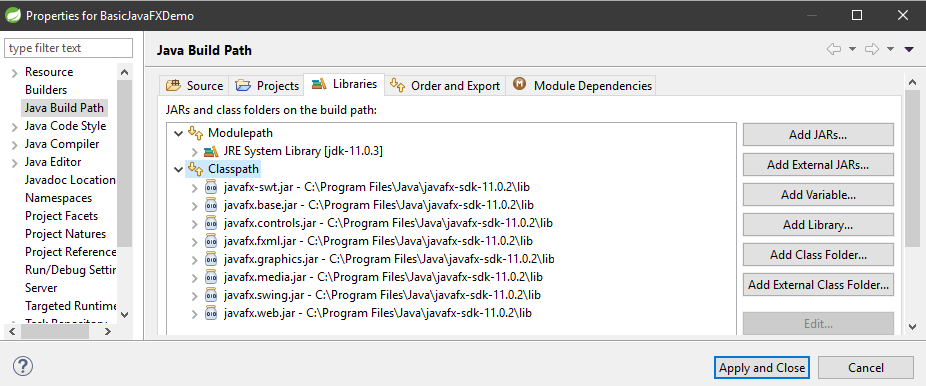 Properties for BasicJavaFXDemo
type filter text
Resource
Builders
Java Build Path
Java Code Style
Java Compiler
Java Editor
Javadoc Location
Namespaces
Project Facets
Project Natures
Project Reference
Run/Debug Settin
Server
Targeted Runtime
Task Repository
Java Build Path
Source Projects Libraries Order and Export Module Dependencies
JARs and class folders on the build path:
Modulepath
JRE System Library [jdk-11.0.3]
Classpath
javafx-swt.jar - C:\Program Files\Java\javafx-sdk-11.0.2\lib
javafx.base.jar - C:\Program Files\Java\javafx-sdk-11.0.2\lib
javafx.controls.jar - C:\Program Files\Java\javafx-sdk-11.0.2\lib
javafx.fxml.jar - C:\Program Files\Java\javafx-sdk-11.0.2\lib
javafx.graphics.jar - C:\Program Files\Java\javafx-sdk-11.0.2\lib
javafx.media.jar - C:\Program Files\Java\javafx-sdk-11.0.2\lib
javafx.swing.jar - C:\Program Files\Java\javafx-sdk-11.0.2\lib
javafx.web.jar - C:\Program Files\Java\javafx-sdk-11.0.2\lib
Add JARs...
Add External JARs...
Add Variable...
Add Library...
Add Class Folder...
Add External Class Folder...
Edit...
Apply and Close
Cancel